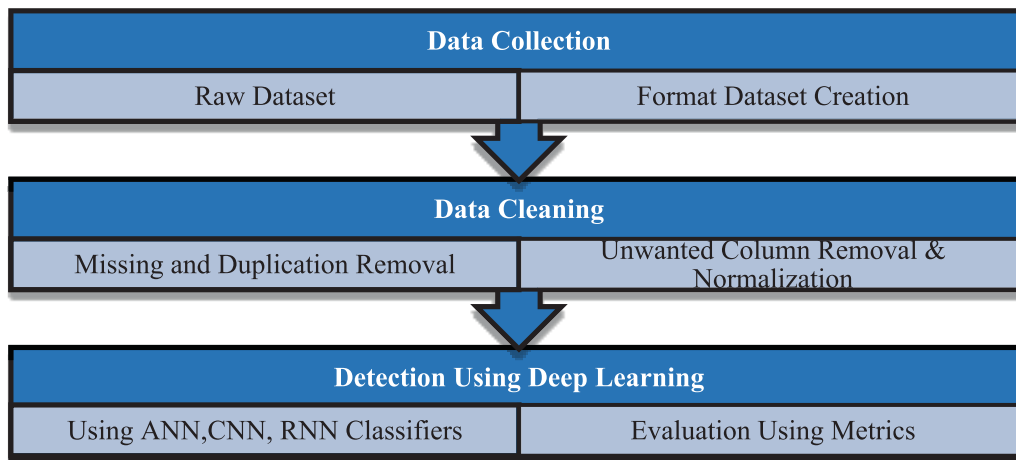 Data Collection
Raw Dataset
Format Dataset Creation
Data Cleaning
Missing and Duplication Removal
Unwanted Column Removal &
Normalization
Detection Using Deep Learning
Using ANN,CNN, RNN Classifiers
Evaluation Using Metrics